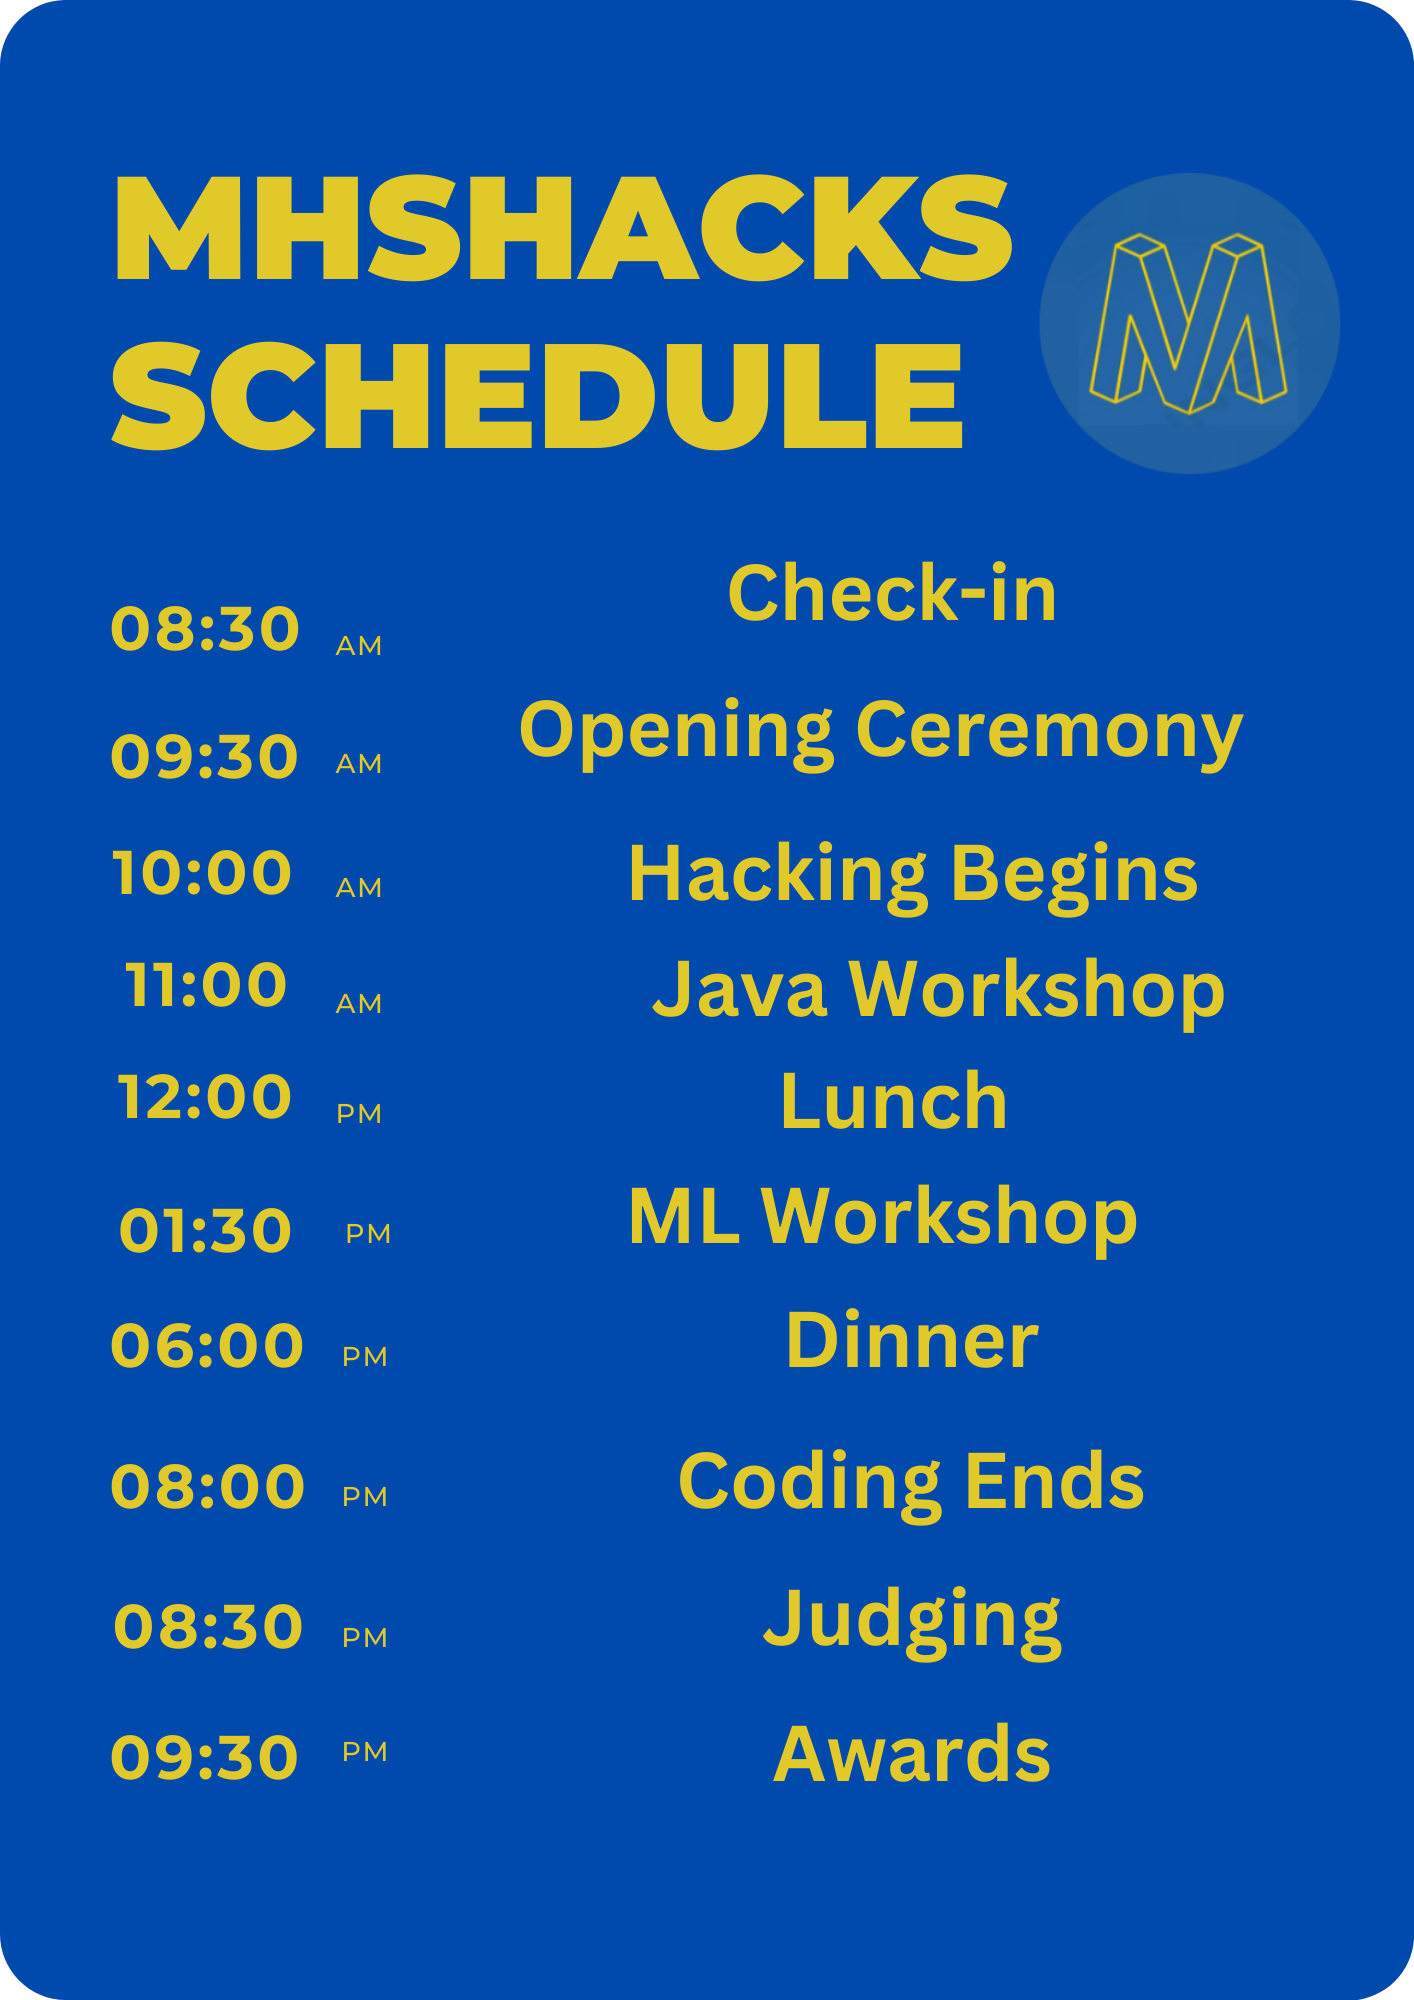 MHSHACKS
SCHEDULE
08:30 AM Check-in
09:30 AM Opening Ceremony
10:00 AM Hacking Begins
11:00 AM Java Workshop
12:00 PM Lunch
01:30 PM ML Workshop
06:00 PM Dinner
08:00 PM Coding Ends
08:30 PM Judging
09:30 PM Awards